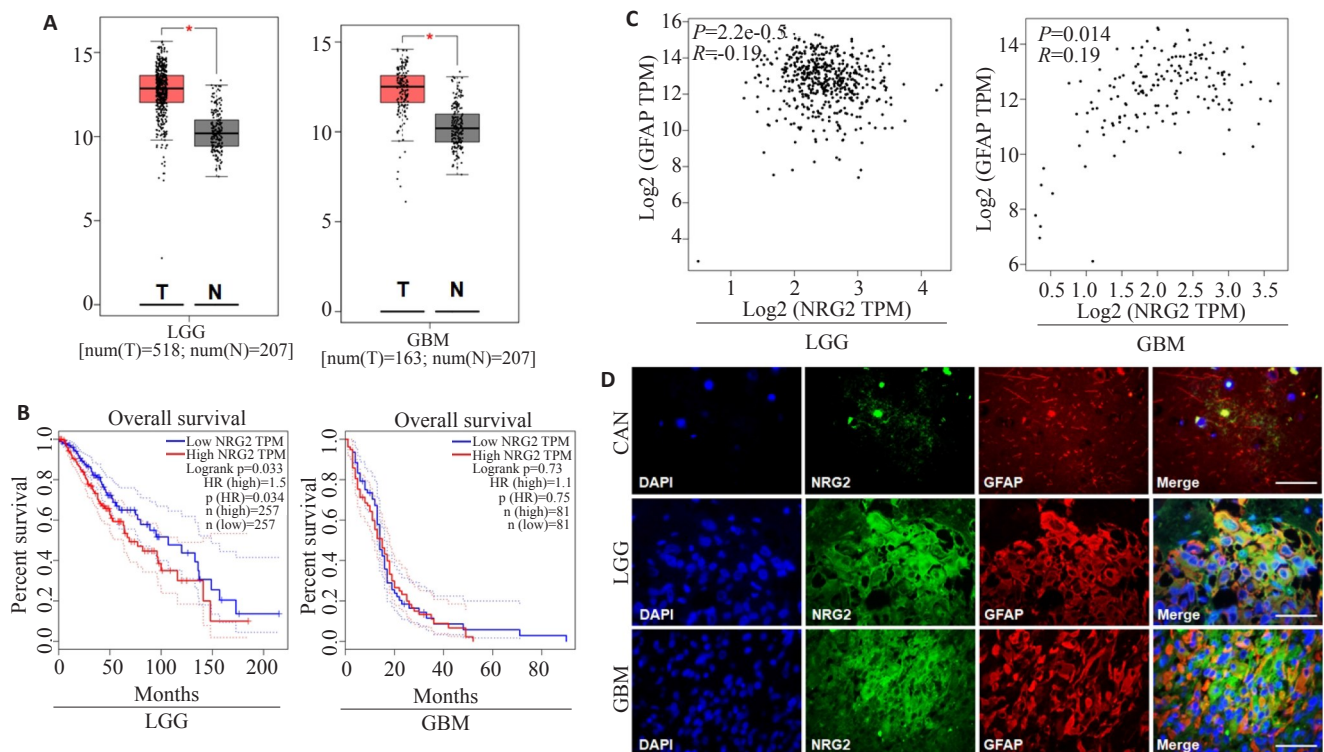 A
15
10
5
0
*
T N
LGG
[num(T)=518; num(N)=207]
15
10
5
0
*
T N
GBM
[num(T)=163; num(N)=207]
B
Overall survival
Low NRG2 TPM
High NRG2 TPM
Logrank p=0.033
HR (high)=1.5
p (HR)=0.034
n (high)=257
n (low)=257
Percent survival
1.0
0.8
0.6
0.4
0.2
0.0
0 50 100 150 200
Months
LGG
Overall survival
Low NRG2 TPM
High NRG2 TPM
Logrank p=0.73
HR (high)=1.1
p (HR)=0.75
n (high)=81
n (low)=81
Percent survival
1.0
0.8
0.6
0.4
0.2
0.0
0 20 40 60 80
Months
GBM
C
P=2.2e-0.5
R=-0.19
Log2 (GFAP TPM)
16
14
12
10
8
6
4
1 2 3 4
Log2 (NRG2 TPM)
LGG
P=0.014
R=0.19
Log2 (GFAP TPM)
14
12
10
8
6
0.5 1.0 1.5 2.0 2.5 3.0 3.5
Log2 (NRG2 TPM)
GBM
D
CAN
DAPI NRG2 GFAP Merge
LGG
DAPI NRG2 GFAP Merge
GBM
DAPI NRG2 GFAP Merge